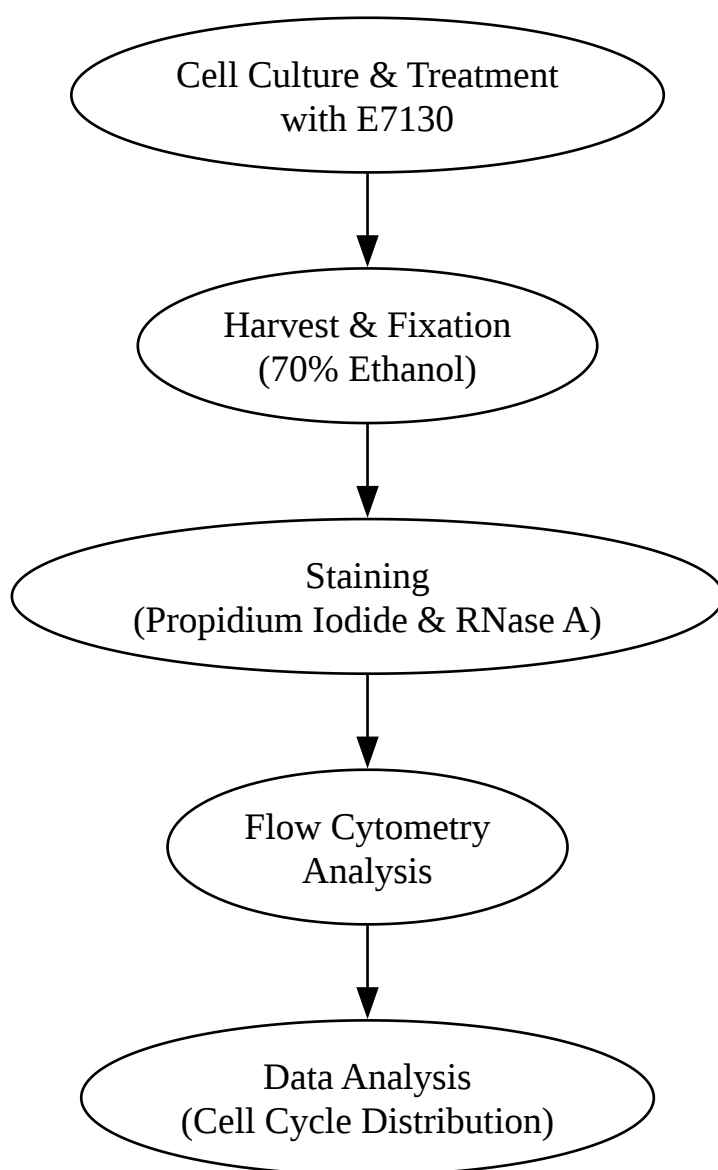 Cell Culture & Treatment
with E7130
Harvest & Fixation
(70% Ethanol)
Staining
(Propidium Iodide & RNase A)
Flow Cytometry
Analysis
Data Analysis
(Cell Cycle Distribution)